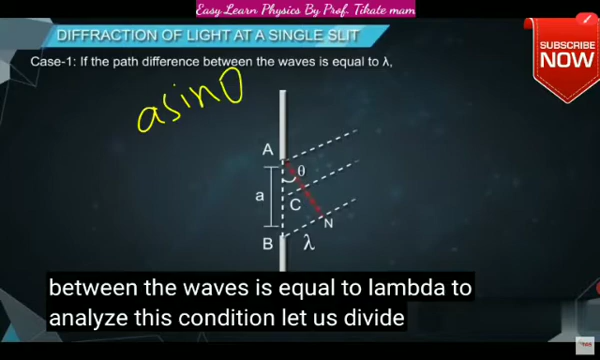 Easy Learn Physics By Prof. Tikate mam
DIFFRACTION OF LIGHT AT A SINGLE SLIT
SUBSCRIBE
NOW
Case-1: If the path difference between the waves is equal to λ,
asinθ
A
θ
a
C
N
B
λ
between the waves is equal to lambda to
analyze this condition let us divide